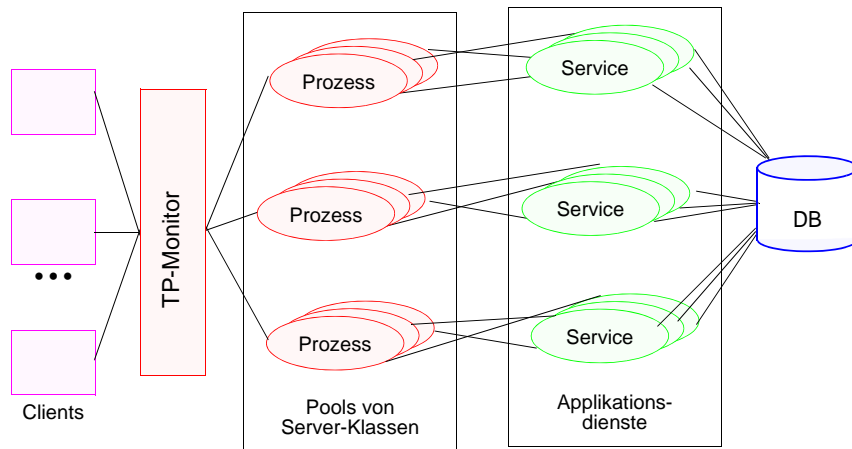 Prozess
Service
TP-Monitor
Prozess
Service
DB
•••
Prozess
Service
Clients
Pools von
Server-Klassen
Applikations-
dienste